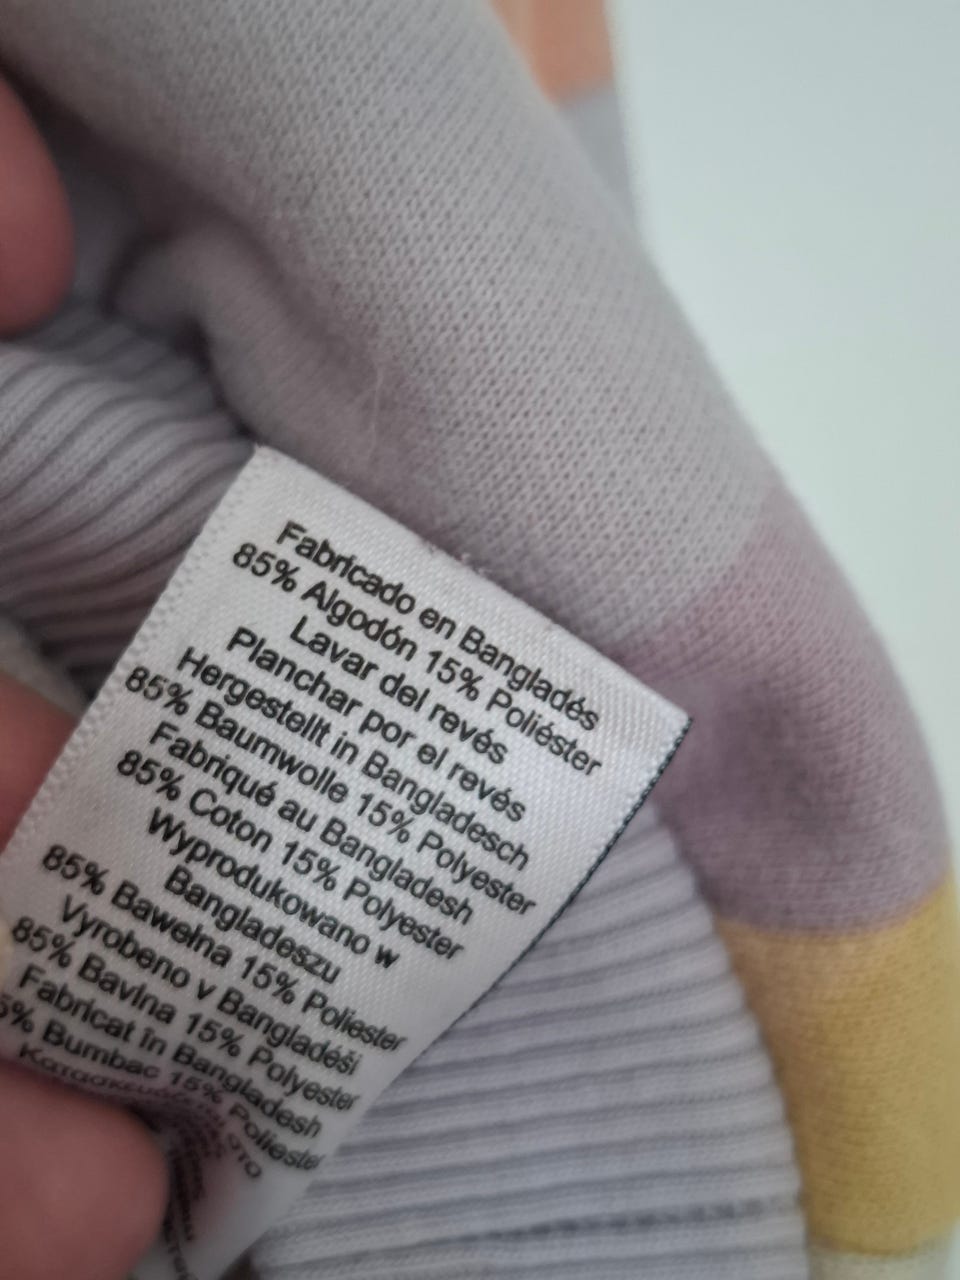 Fabricado en Bangladés
85% Algodón 15% Poliéster
Lavar del revés
Planchar por el revés
Hergestellt in Bangladesch
85% Baumwolle 15% Polyester
Fabriqué au Bangladesh
85% Coton 15% Polyester
Wyprodukowano w
Bangladeszu
85% Bawełna 15% Poliester
Vyrobeno v Bangladéši
85% Bavlna 15% Polyester
Fabricat în Bangladesh
5% Bumbac 15% Poliester